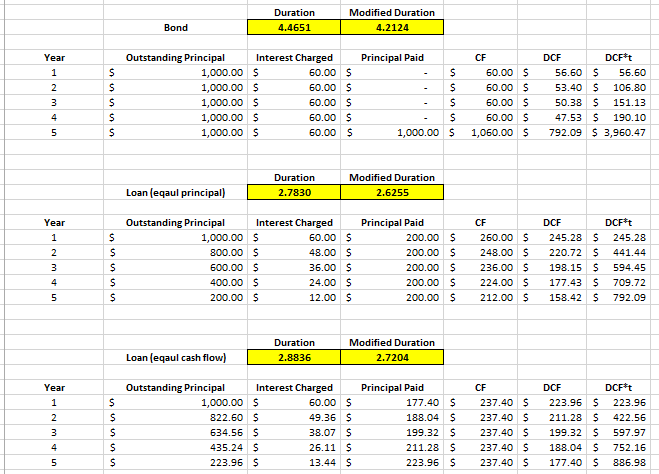 Duration Modified Duration
Bond 4.4651 4.2124
Year Outstanding Principal Interest Charged Principal Paid CF DCF DCF*t
1 $ 1,000.00 $ 60.00 $ - $ 60.00 $ 56.60 $ 56.60
2 $ 1,000.00 $ 60.00 $ - $ 60.00 $ 53.40 $ 106.80
3 $ 1,000.00 $ 60.00 $ - $ 60.00 $ 50.38 $ 151.13
4 $ 1,000.00 $ 60.00 $ - $ 60.00 $ 47.53 $ 190.10
5 $ 1,000.00 $ 60.00 $ 1,000.00 $ 1,060.00 $ 792.09 $ 3,960.47
Duration Modified Duration
Loan (eqaul principal) 2.7830 2.6255
Year Outstanding Principal Interest Charged Principal Paid CF DCF DCF*t
1 $ 1,000.00 $ 60.00 $ 200.00 $ 260.00 $ 245.28 $ 245.28
2 $ 800.00 $ 48.00 $ 200.00 $ 248.00 $ 220.72 $ 441.44
3 $ 600.00 $ 36.00 $ 200.00 $ 236.00 $ 198.15 $ 594.45
4 $ 400.00 $ 24.00 $ 200.00 $ 224.00 $ 177.43 $ 709.72
5 $ 200.00 $ 12.00 $ 200.00 $ 212.00 $ 158.42 $ 792.09
Duration Modified Duration
Loan (eqaul cash flow) 2.8836 2.7204
Year Outstanding Principal Interest Charged Principal Paid CF DCF DCF*t
1 $ 1,000.00 $ 60.00 $ 177.40 $ 237.40 $ 223.96 $ 223.96
2 $ 822.60 $ 49.36 $ 188.04 $ 237.40 $ 211.28 $ 422.56
3 $ 634.56 $ 38.07 $ 199.32 $ 237.40 $ 199.32 $ 597.97
4 $ 435.24 $ 26.11 $ 211.28 $ 237.40 $ 188.04 $ 752.16
5 $ 223.96 $ 13.44 $ 223.96 $ 237.40 $ 177.40 $ 886.98